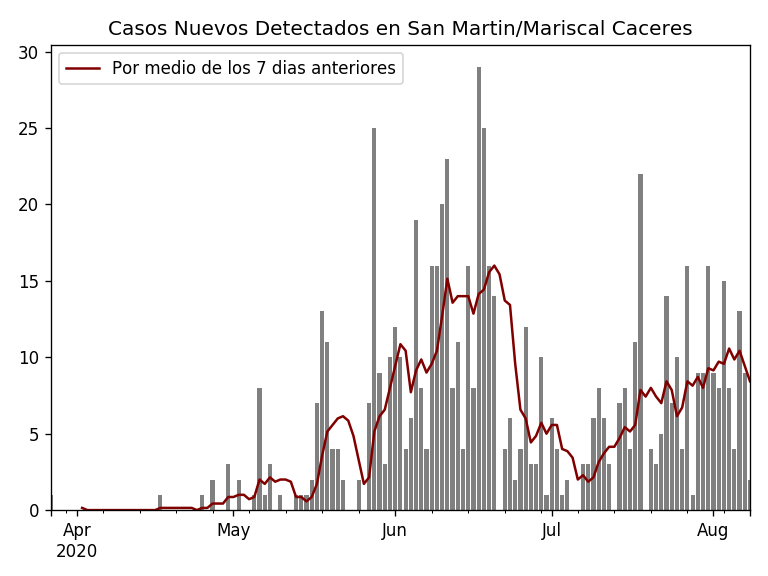 Casos Nuevos Detectados en San Martin/Mariscal Caceres
Por medio de los 7 dias anteriores
30
25
20
15
10
5
0
Apr May Jun Jul Aug
2020